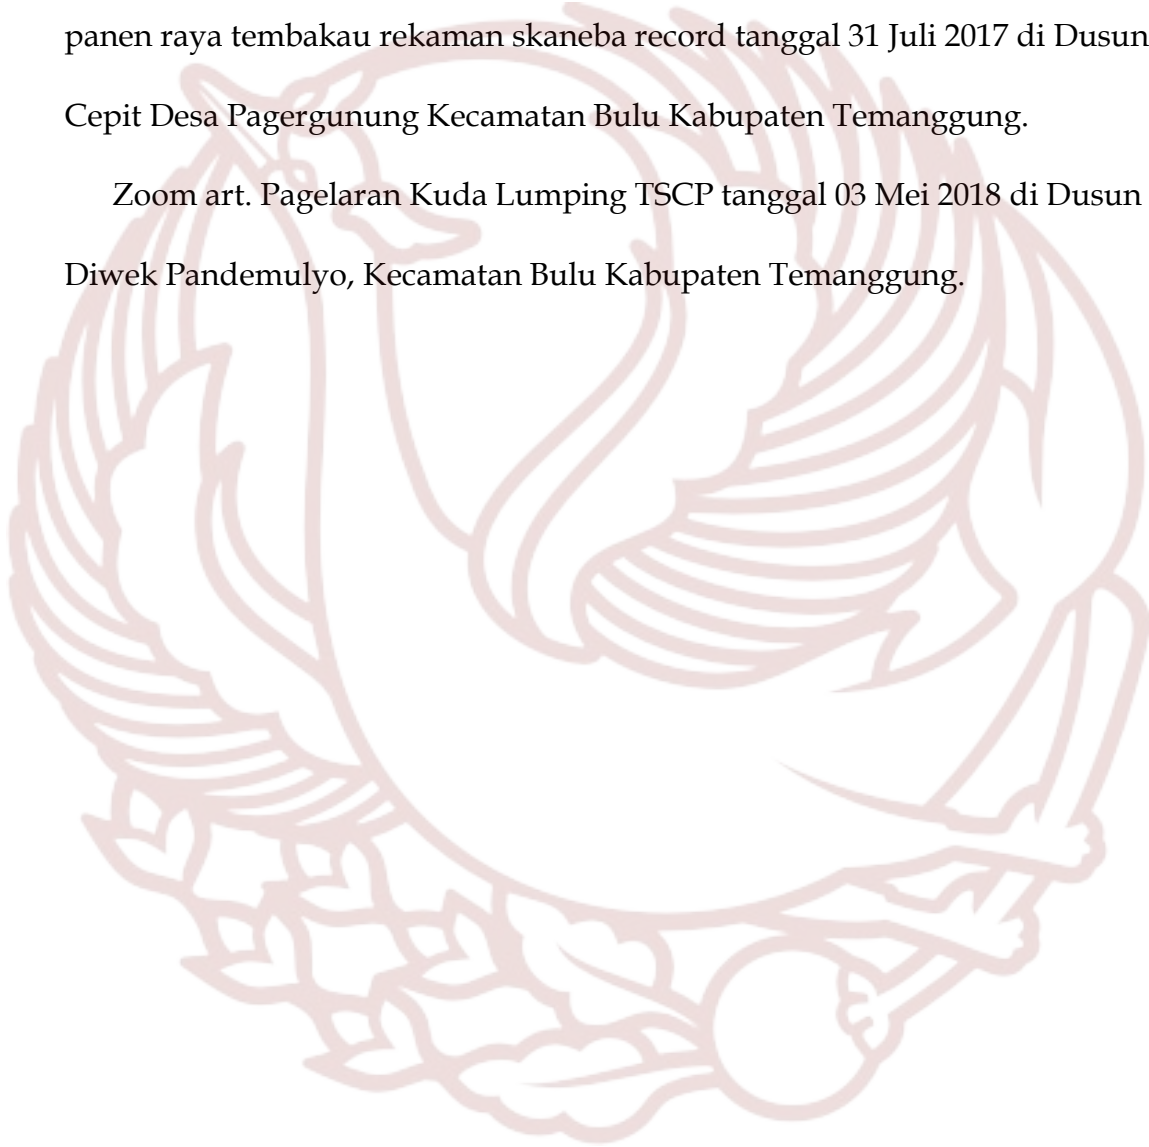 panen raya tembakau rekaman skaneba record tanggal 31 Juli 2017 di Dusun
Cepit Desa Pagergunung Kecamatan Bulu Kabupaten Temanggung.
Zoom art. Pagelaran Kuda Lumping TSCP tanggal 03 Mei 2018 di Dusun
Diwek Pandemulyo, Kecamatan Bulu Kabupaten Temanggung.